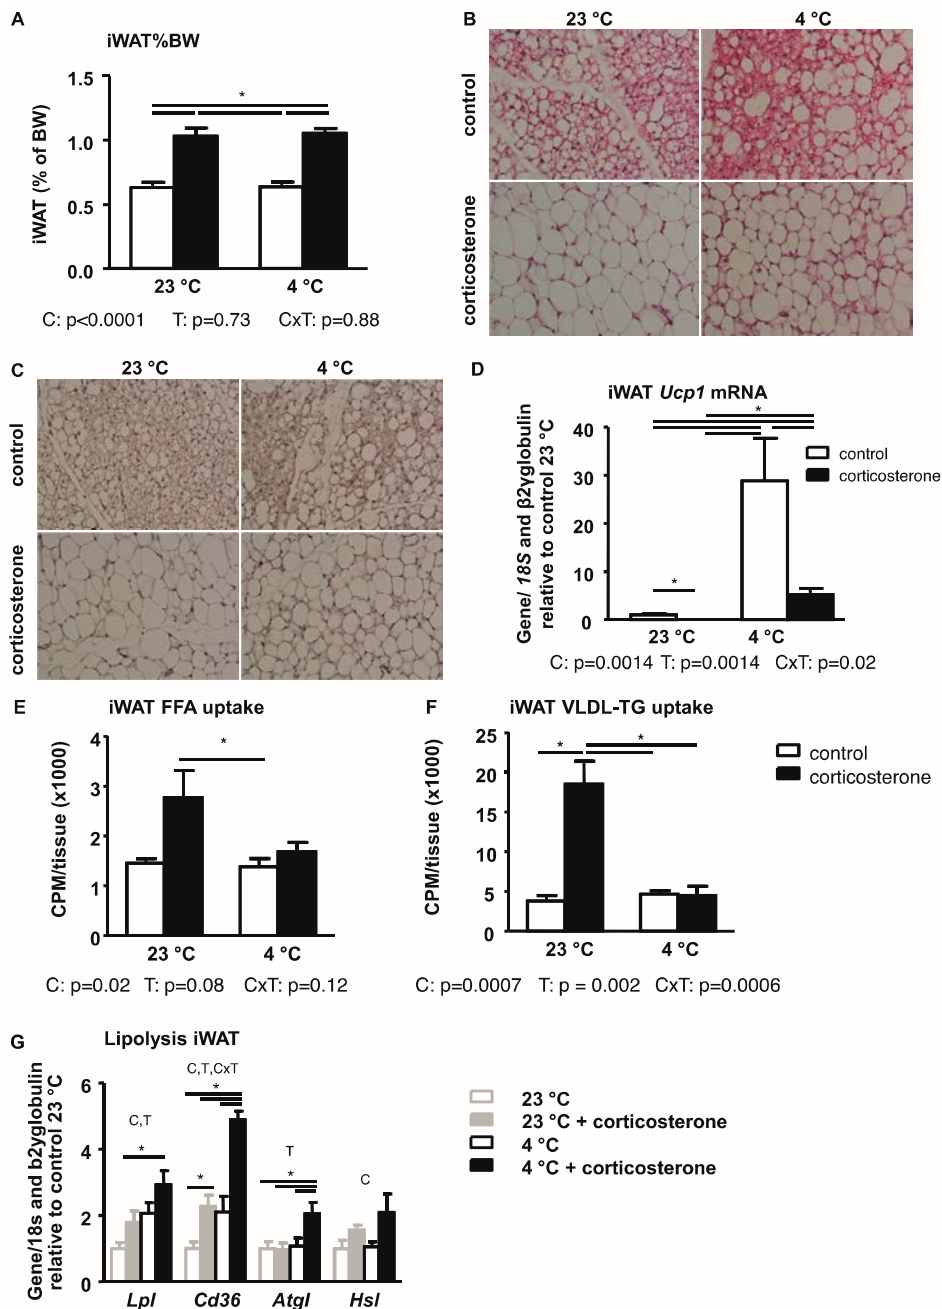 A
iWAT%BW
iWAT (% of BW)
1.5
1.0
0.5
0.0
*
23 °C
4 °C
C: p<0.0001 T: p=0.73 CxT: p=0.88
B
23 °C
4 °C
control
corticosterone
C
23 °C
4 °C
control
corticosterone
D
iWAT Ucp1 mRNA
Gene/ 18S and β2γglobulin
relative to control 23 °C
40
30
20
10
0
*
*
control
corticosterone
23 °C
4 °C
C: p=0.0014 T: p=0.0014 CxT: p=0.02
E
iWAT FFA uptake
CPM/tissue (x1000)
4
3
2
1
0
*
23 °C
4 °C
C: p=0.02 T: p=0.08 CxT: p=0.12
F
iWAT VLDL-TG uptake
CPM/tissue (x1000)
25
20
15
10
5
0
*
*
control
corticosterone
23 °C
4 °C
C: p=0.0007 T: p = 0.002 CxT: p=0.0006
G
Lipolysis iWAT
Gene/18s and b2yglobulin
relative to control 23 °C
6
4
2
0
C,T
*
C,T,CxT
*
*
T
*
C
Lpl
Cd36
Atgl
Hsl
23 °C
23 °C + corticosterone
4 °C
4 °C + corticosterone